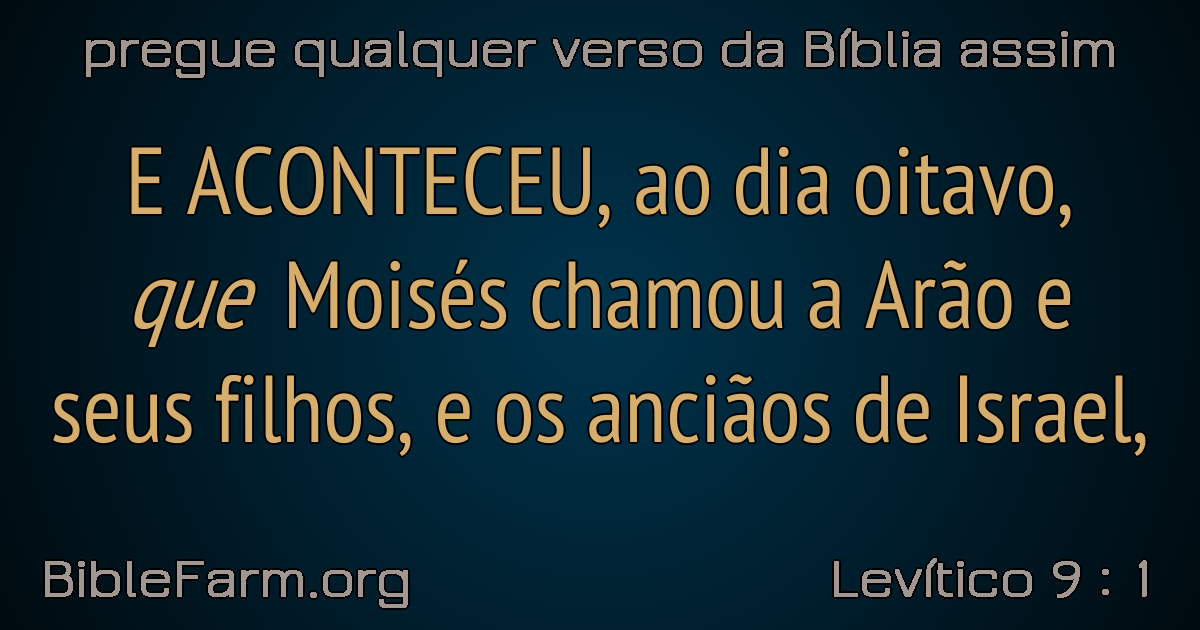 pregue qualquer verso da Bíblia assim
E ACONTECEU, ao dia oitavo,
que Moisés chamou a Arão e
seus filhos, e os anciãos de Israel,
BibleFarm.org
Levítico 9 : 1